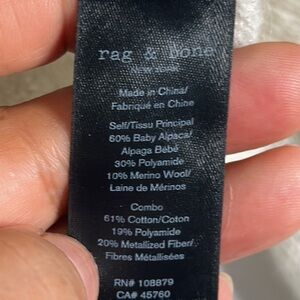 rag & bone
NEW YORK
Made in China/
Fabriqué en Chine
Self/Tissu Principal
60% Baby Alpaca/
Alpaga Bébé
30% Polyamide
10% Merino Wool/
Laine de Mérinos
Combo
61% Cotton/Coton
19% Polyamide
20% Metallized Fiber/
Fibres Métallisées
RN# 108879
CA# 45760